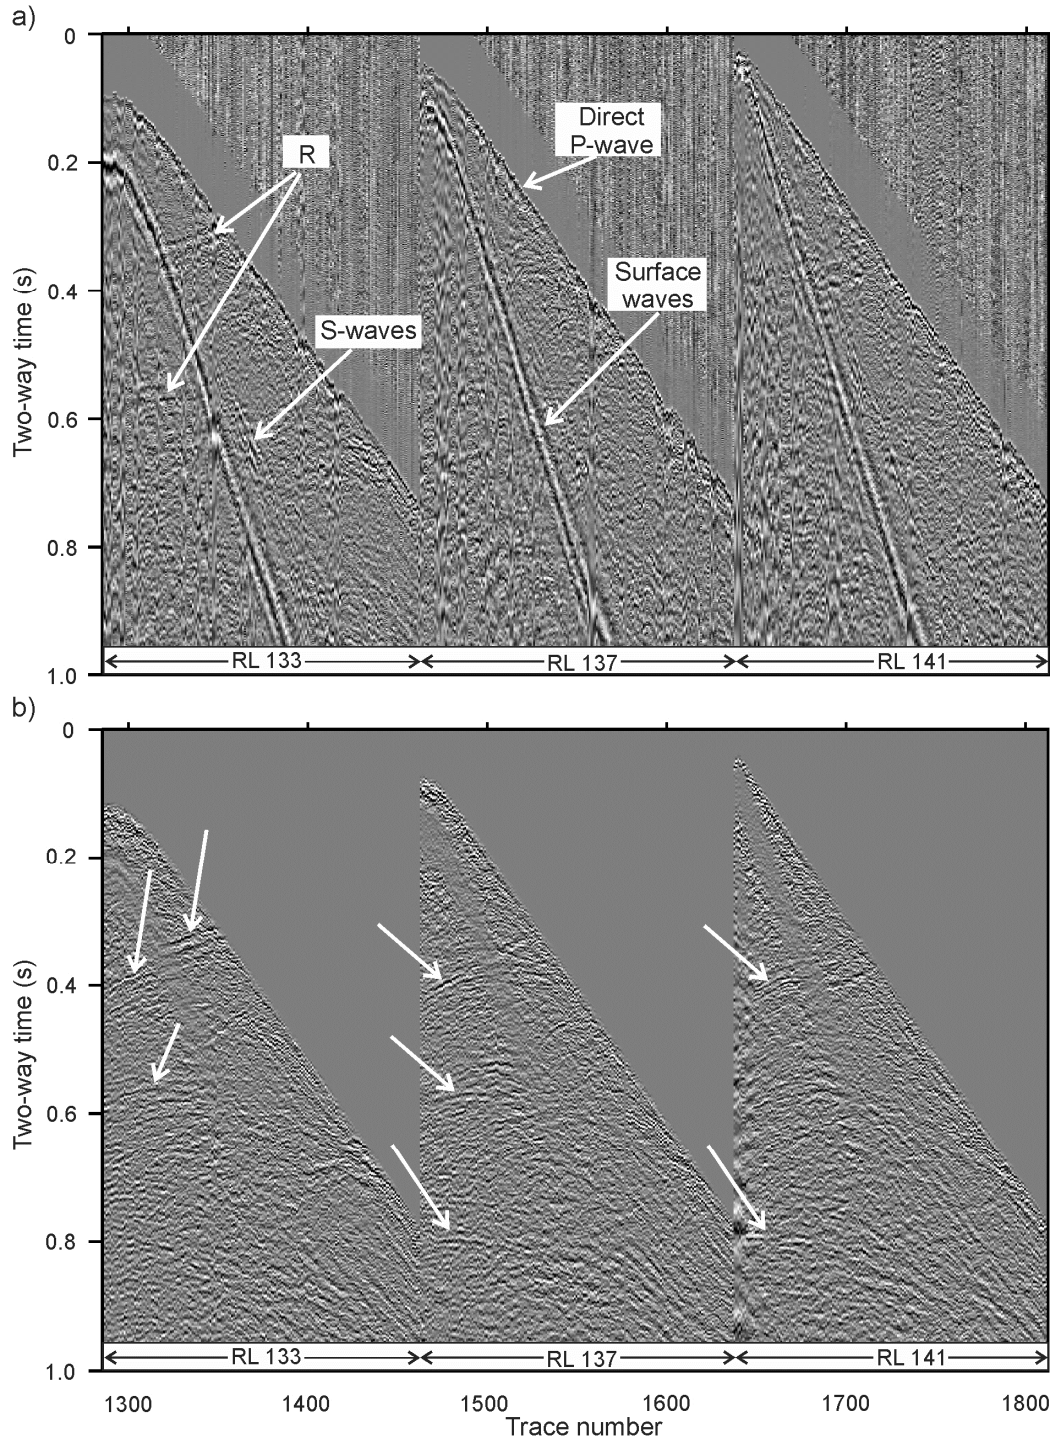 a)
0
0.2
0.4
0.6
0.8
1.0
Two-way time (s)
R
Direct
P-wave
Surface
waves
S-waves
RL 133
RL 137
RL 141
b)
0
0.2
0.4
0.6
0.8
1.0
Two-way time (s)
RL 133
RL 137
RL 141
1300
1400
1500
1600
1700
1800
Trace number